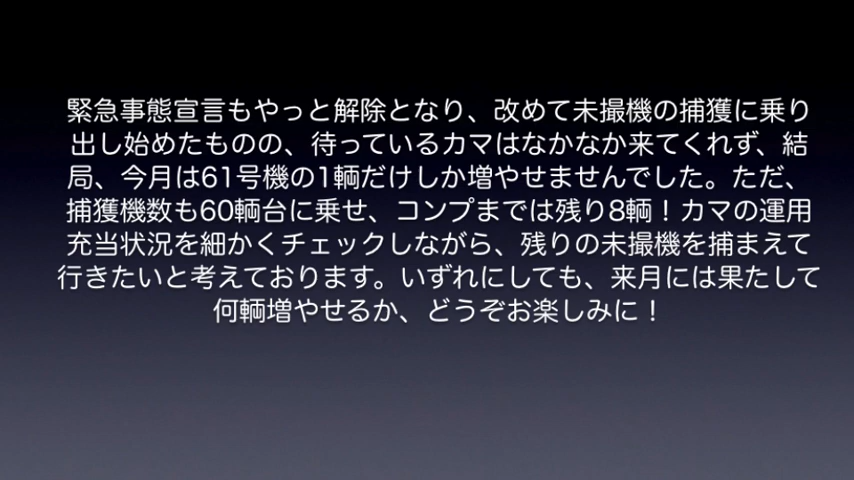 緊急事態宣言もやっと解除となり、改めて未撮機の捕獲に乗り
出し始めたものの、待っているカマはなかなか来てくれず、結
局、今月は61号機の1輌だけしか増やせませんでした。ただ、
捕獲機数も60輌台に乗せ、コンプまでは残り8輌！カマの運用
充当状況を細かくチェックしながら、残りの未撮機を捕まえて
行きたいと考えております。いずれにしても、来月には果たして
何輌増やせるか、どうぞお楽しみに！